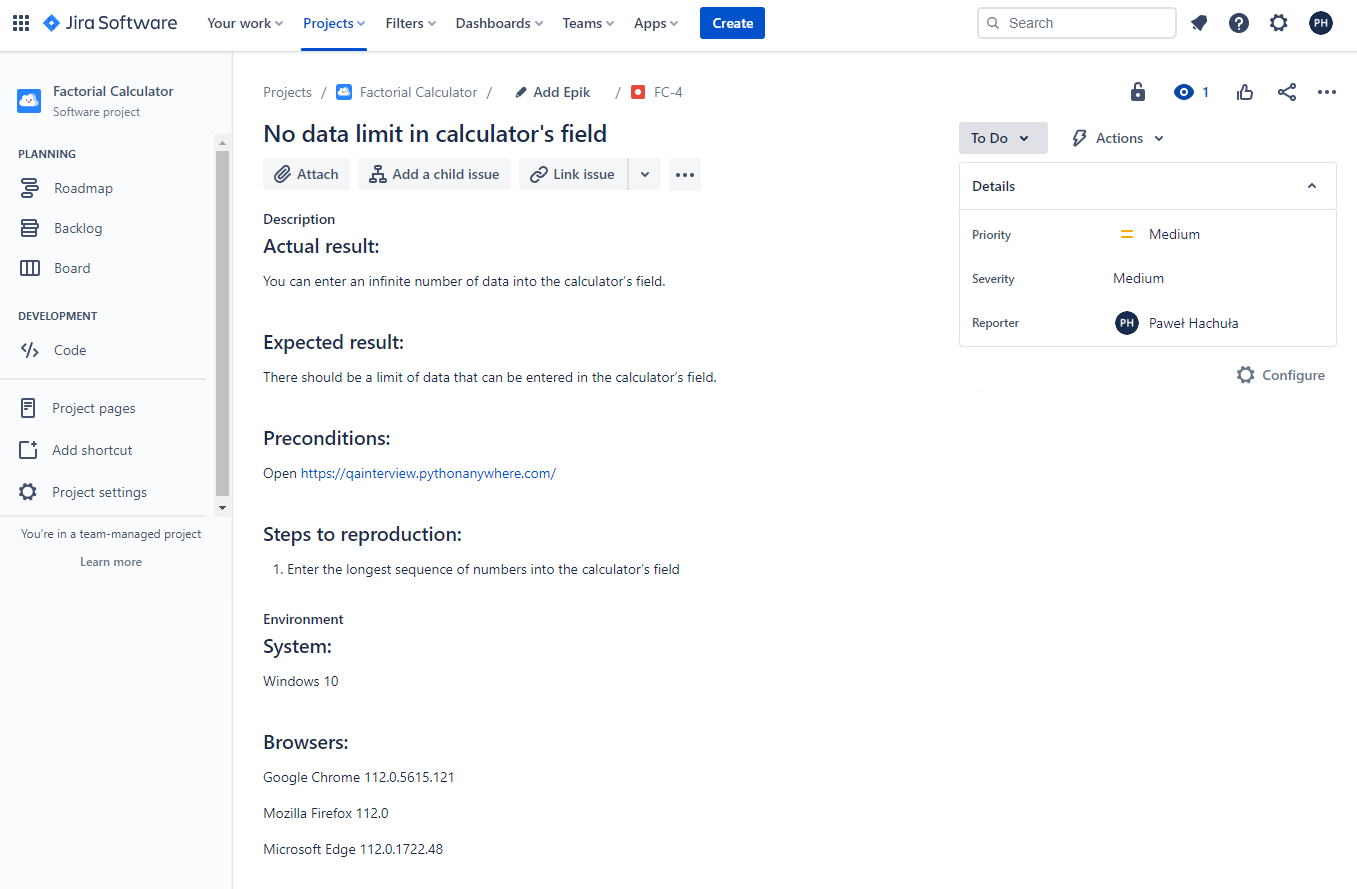 Jira Software
Your work
Projects
Filters
Dashboards
Teams
Apps
Create
Search
PH
Factorial Calculator
Software project
PLANNING
Roadmap
Backlog
Board
DEVELOPMENT
Code
Project pages
Add shortcut
Project settings
You're in a team-managed project
Learn more
Projects / Factorial Calculator / Add Epik / FC-4
1
No data limit in calculator's field
Attach
Add a child issue
Link issue
Description
Actual result:
You can enter an infinite number of data into the calculator's field.
Expected result:
There should be a limit of data that can be entered in the calculator's field.
Preconditions:
Open https://qainterview.pythonanywhere.com/
Steps to reproduction:
1. Enter the longest sequence of numbers into the calculator's field
Environment
System:
Windows 10
Browsers:
Google Chrome 112.0.5615.121
Mozilla Firefox 112.0
Microsoft Edge 112.0.1722.48
To Do
Actions
Details
Priority Medium
Severity Medium
Reporter PH Paweł Hachuła
Configure